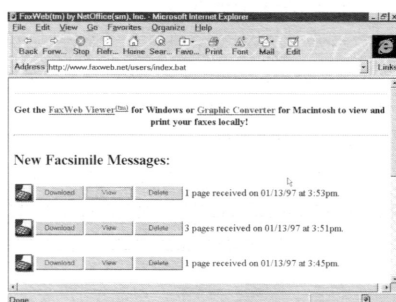 FaxWeb(tm) by NetOffice(sm), Inc. - Microsoft Internet Explorer
File Edit View Go Favorites Organize Help
Back Forw... Stop Refr... Home Sear... Favo... Print Font Mail Edit
Address http://www.faxweb.net/users/index.bat Links
Get the FaxWeb Viewer(Free) for Windows or Graphic Converter for Macintosh to view and
print your faxes locally!
New Facsimile Messages:
Download View Delete 1 page received on 01/13/97 at 3:53pm.
Download View Delete 3 pages received on 01/13/97 at 3:51pm.
Download View Delete 1 page received on 01/13/97 at 3:45pm.
Done